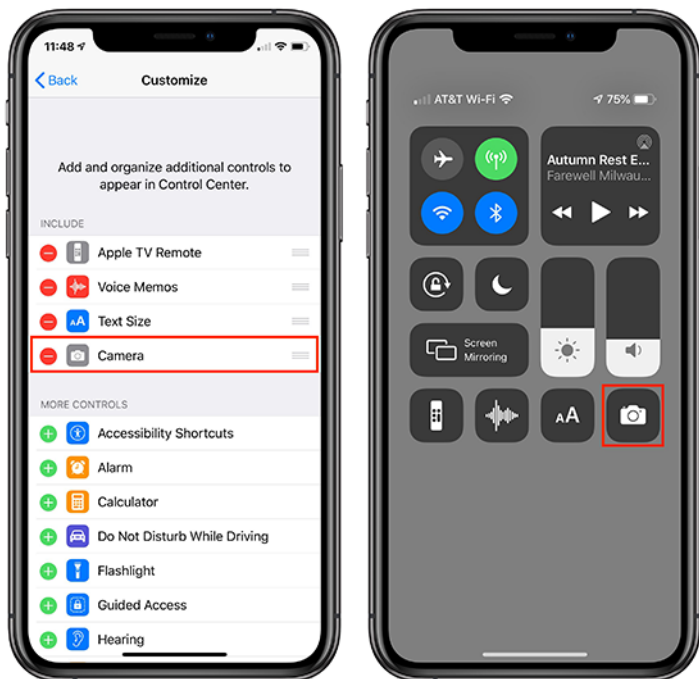 11:48
Back
Customize
Add and organize additional controls to
appear in Control Center.
INCLUDE
Apple TV Remote
Voice Memos
AA Text Size
Camera
MORE CONTROLS
Accessibility Shortcuts
Alarm
Calculator
Do Not Disturb While Driving
Flashlight
Guided Access
Hearing
AT&T Wi-Fi
75%
Autumn Rest E...
Farewell Milwau...
Screen
Mirroring
AA